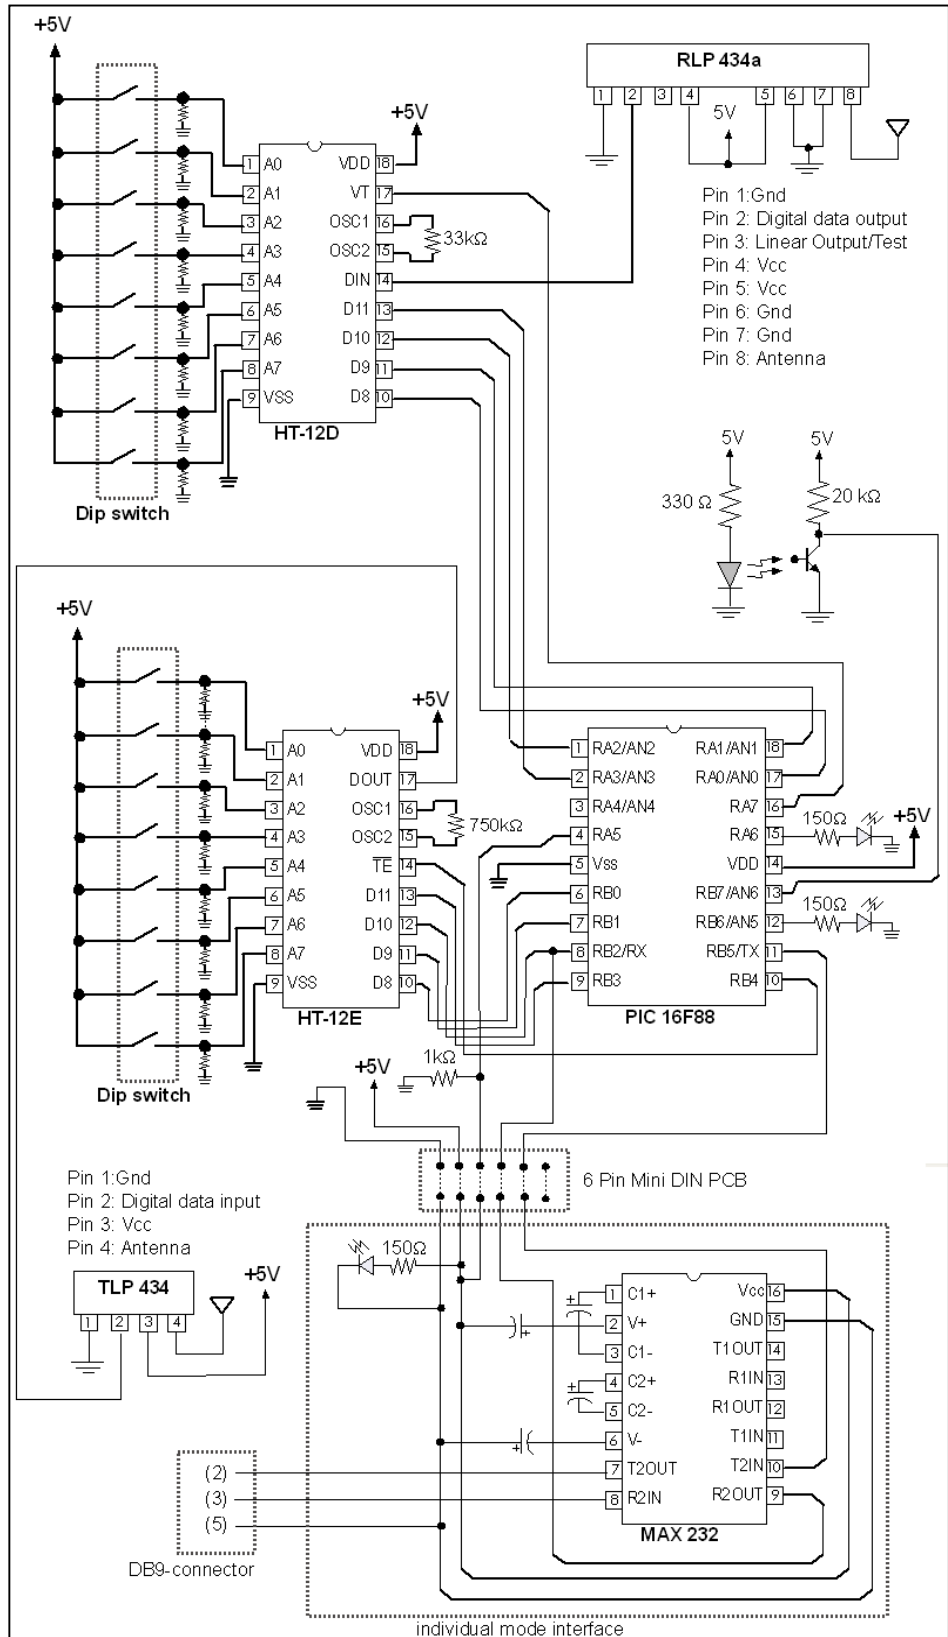 +5V
RLP 434a
1 2 3 4 5 6 7 8
5V
+5V
1 A0 VDD 18
2 A1 VT 17
3 A2 OSC1 16
33kΩ
4 A3 OSC2 15
5 A4 DIN 14
6 A5 D11 13
7 A6 D10 12
8 A7 D9 11
9 VSS D8 10
HT-12D
Dip switch
Pin 1:Gnd
Pin 2: Digital data output
Pin 3: Linear Output/Test
Pin 4: Vcc
Pin 5: Vcc
Pin 6: Gnd
Pin 7: Gnd
Pin 8: Antenna
5V 5V
330 Ω 20 kΩ
+5V
+5V
1 A0 VDD 18
2 A1 DOUT 17
3 A2 OSC1 16
750kΩ
4 A3 OSC2 15
5 A4 TE 14
6 A5 D11 13
7 A6 D10 12
8 A7 D9 11
9 VSS D8 10
HT-12E
Dip switch
1 RA2/AN2 RA1/AN1 18
2 RA3/AN3 RA0/AN0 17
3 RA4/AN4 RA7 16
4 RA5 RA6 15
150Ω
+5V
5 Vss VDD 14
6 RB0 RB7/AN6 13
150Ω
7 RB1 RB6/AN5 12
8 RB2/RX RB5/TX 11
9 RB3 RB4 10
PIC 16F88
1kΩ
+5V
6 Pin Mini DIN PCB
Pin 1:Gnd
Pin 2: Digital data input
Pin 3: Vcc
Pin 4: Antenna
TLP 434
+5V
1 2 3 4
150Ω
1 C1+ Vcc 16
2 V+ GND 15
3 C1- T1OUT 14
4 C2+ R1IN 13
5 C2- R1OUT 12
6 V- T1IN 11
7 T2OUT T2IN 10
8 R2IN R2OUT 9
MAX 232
+
+
+
+
(2)
(3)
(5)
DB9-connector
individual mode interface